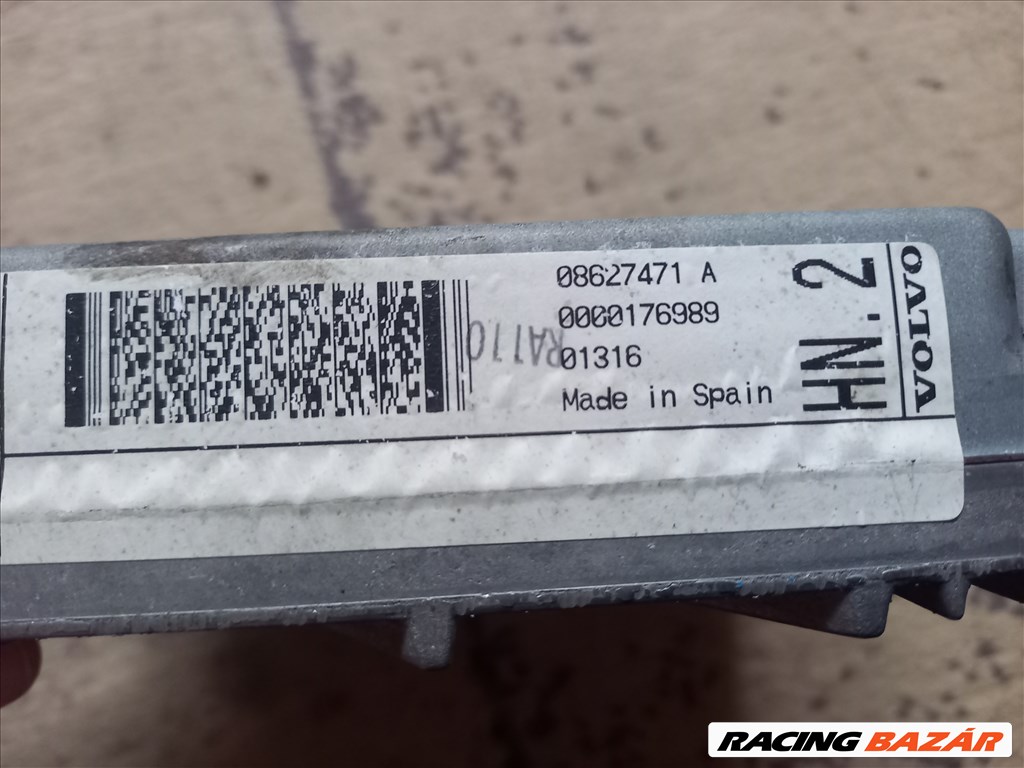 08627471 A
0000176989
01316
Made in Spain
RA110
HN.2
VOLVO
RACING BAZÁR